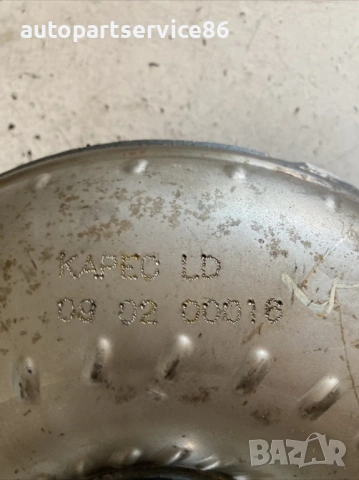 autopartservice86
KAPEC LD
09 02 00016
BAZAR